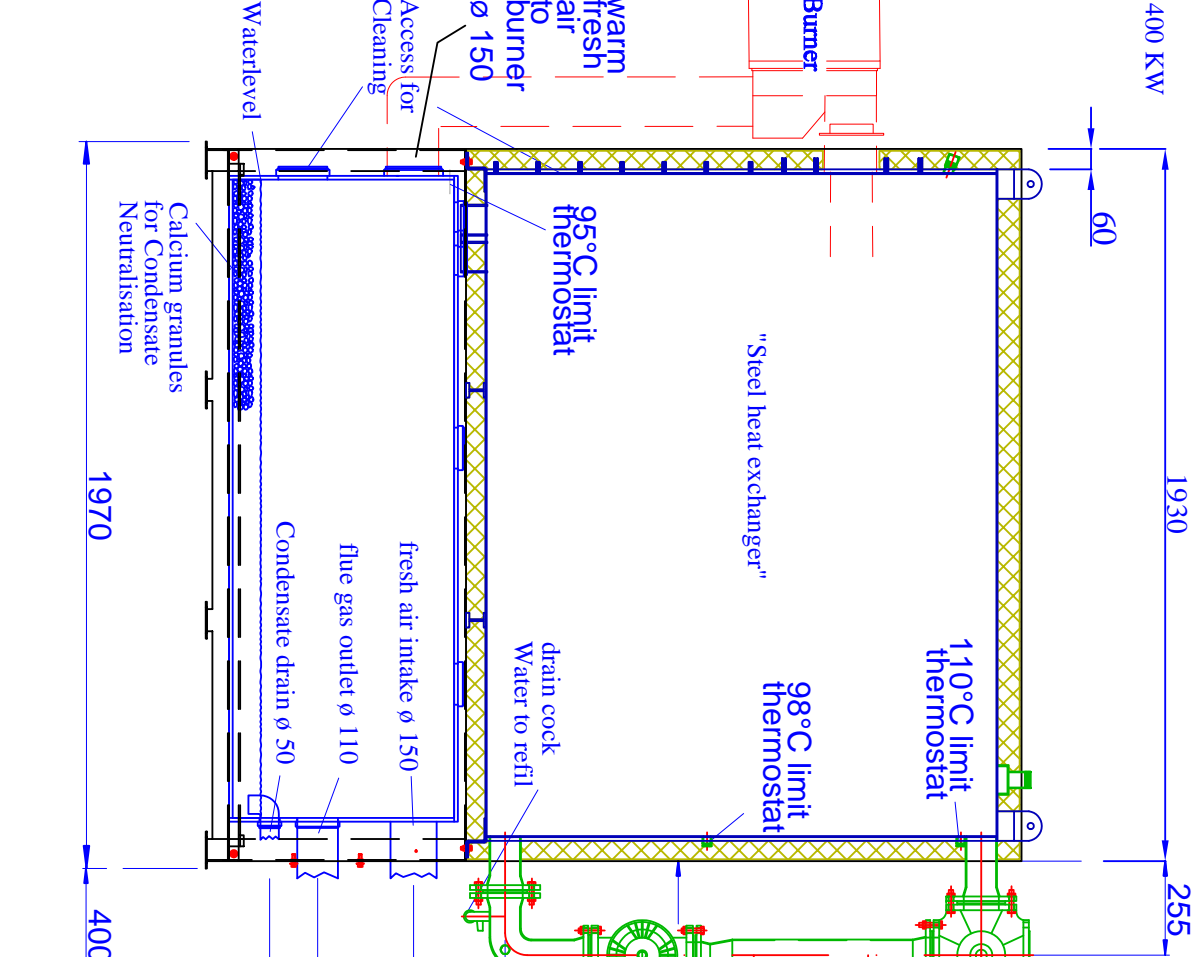 400 KW
Burner
warm
fresh
air
to
burner
ø 150
Access for
Cleaning
Waterlevel
60
1930
95°C limit
thermostat
"Steel heat exchanger"
Calcium granules
for Condensate
Neutralisation
1970
110°C limit
thermostat
98°C limit
thermostat
drain cock
Water to refil
fresh air intake ø 150
flue gas outlet ø 110
Condensate drain ø 50
255
400